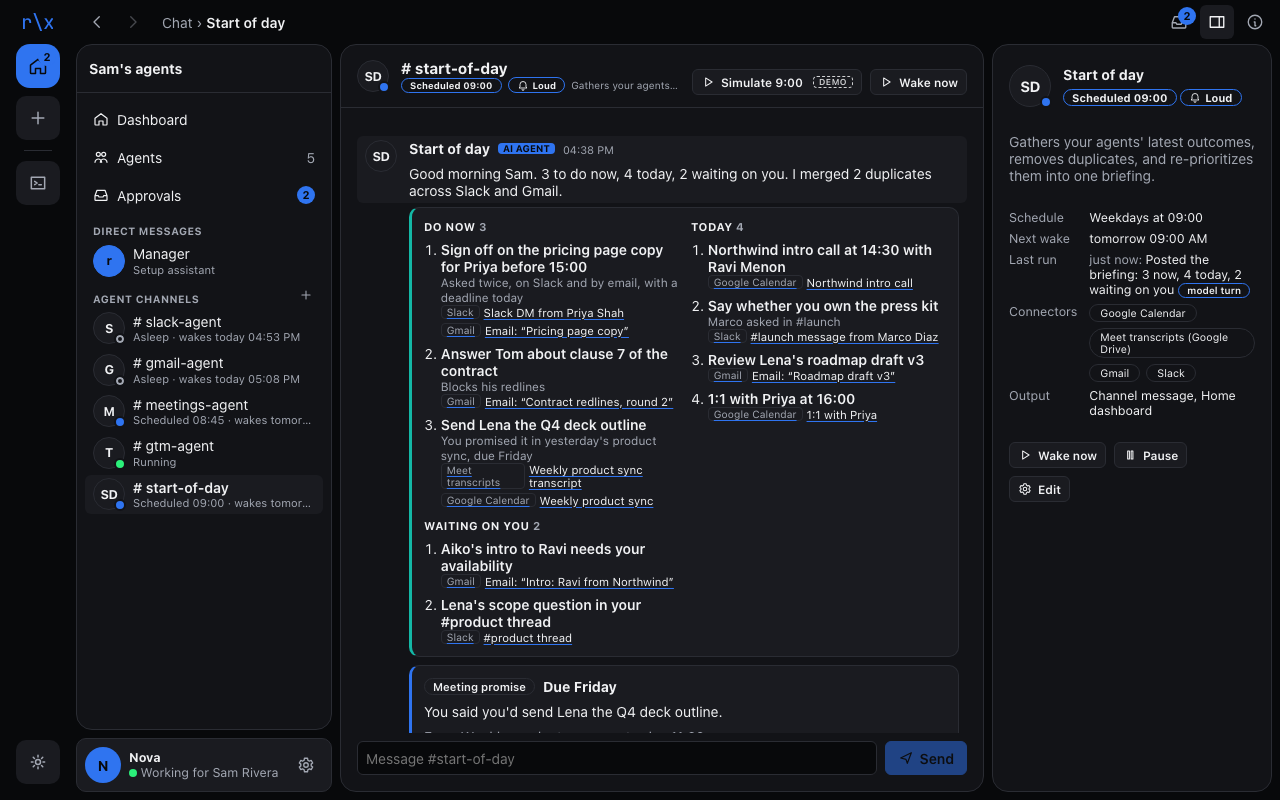 r\x
Chat › Start of day
2
2
Sam's agents
Dashboard
Agents 5
Approvals 2
DIRECT MESSAGES
r
Manager
Setup assistant
AGENT CHANNELS
S
# slack-agent
Asleep · wakes today 04:53 PM
G
# gmail-agent
Asleep · wakes today 05:08 PM
M
# meetings-agent
Scheduled 08:45 · wakes tomor...
T
# gtm-agent
Running
SD
# start-of-day
Scheduled 09:00 · wakes tomor...
N
Nova
Working for Sam Rivera
SD
# start-of-day
Scheduled 09:00 Loud Gathers your agents...
Simulate 9:00 DEMO
Wake now
SD
Start of day AI AGENT 04:38 PM
Good morning Sam. 3 to do now, 4 today, 2 waiting on you. I merged 2 duplicates
across Slack and Gmail.
DO NOW 3
1. Sign off on the pricing page copy
for Priya before 15:00
Asked twice, on Slack and by email, with a
deadline today
Slack Slack DM from Priya Shah
Gmail Email: “Pricing page copy”
2. Answer Tom about clause 7 of the
contract
Blocks his redlines
Gmail Email: “Contract redlines, round 2”
3. Send Lena the Q4 deck outline
You promised it in yesterday's product
sync, due Friday
Meet
transcripts
Weekly product sync
transcript
Google Calendar Weekly product sync
TODAY 4
1. Northwind intro call at 14:30 with
Ravi Menon
Google Calendar Northwind intro call
2. Say whether you own the press kit
Marco asked in #launch
Slack #launch message from Marco Diaz
3. Review Lena's roadmap draft v3
Gmail Email: “Roadmap draft v3”
4. 1:1 with Priya at 16:00
Google Calendar 1:1 with Priya
WAITING ON YOU 2
1. Aiko's intro to Ravi needs your
availability
Gmail Email: “Intro: Ravi from Northwind”
2. Lena's scope question in your
#product thread
Slack #product thread
Meeting promise Due Friday
You said you'd send Lena the Q4 deck outline.
Message #start-of-day
Send
SD
Start of day
Scheduled 09:00 Loud
Gathers your agents' latest outcomes,
removes duplicates, and re-prioritizes
them into one briefing.
Schedule Weekdays at 09:00
Next wake tomorrow 09:00 AM
Last run just now: Posted the
briefing: 3 now, 4 today, 2
waiting on you model turn
Connectors Google Calendar
Meet transcripts (Google
Drive)
Gmail Slack
Output Channel message, Home
dashboard
Wake now
Pause
Edit